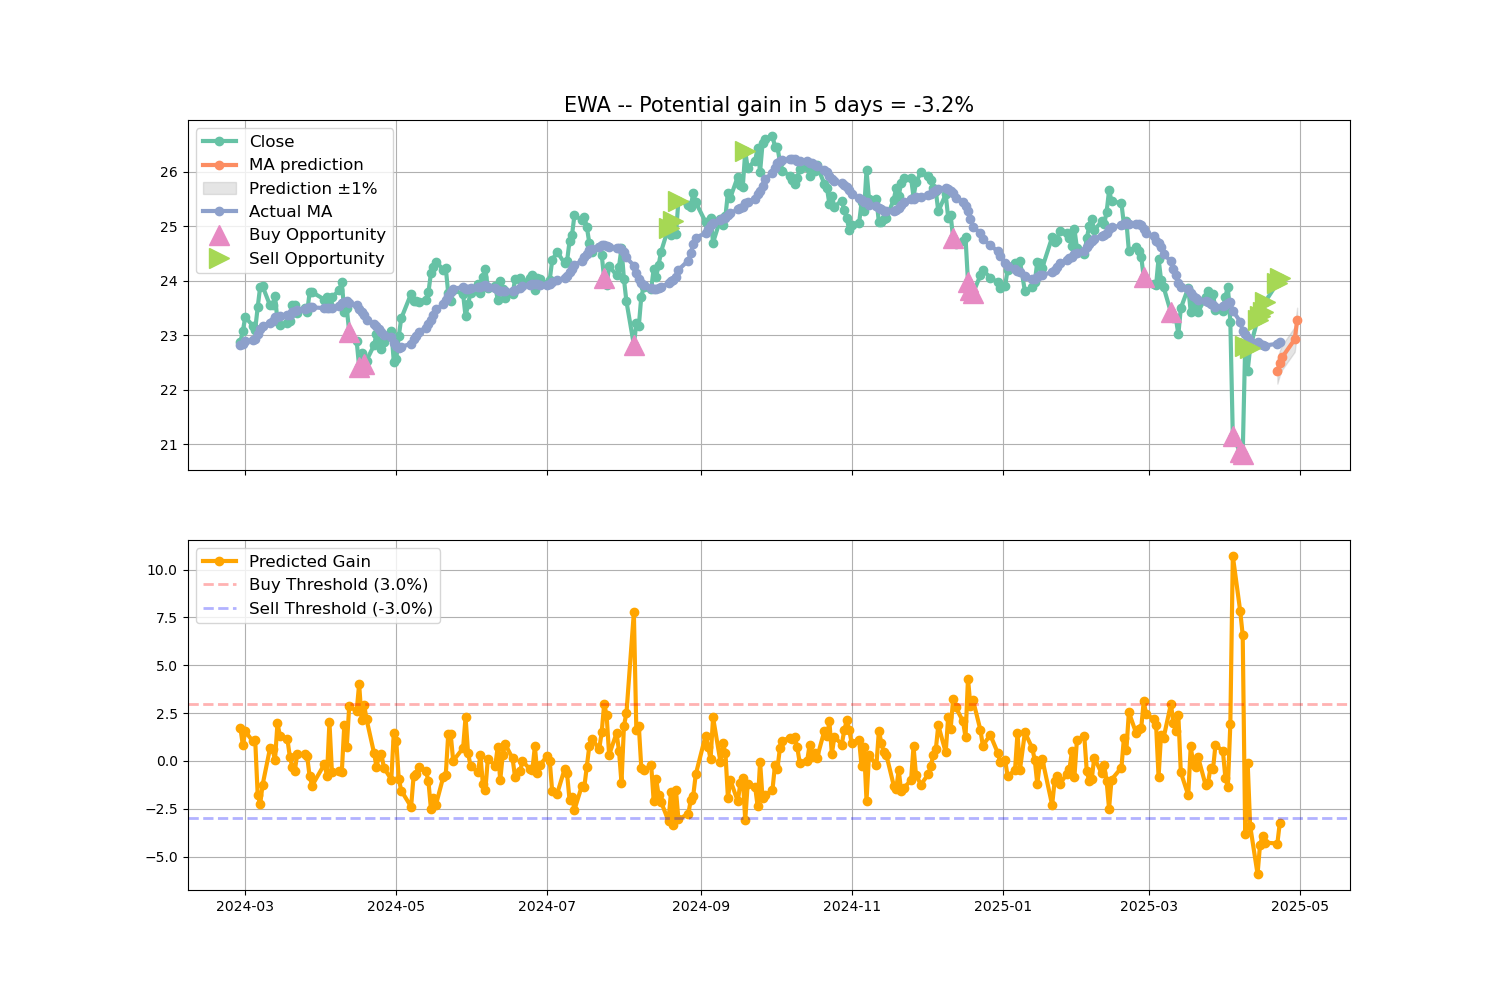 EWA -- Potential gain in 5 days = -3.2%
Close
MA prediction
Prediction ±1%
Actual MA
Buy Opportunity
Sell Opportunity
26
25
24
23
22
21
Predicted Gain
Buy Threshold (3.0%)
Sell Threshold (-3.0%)
10.0
7.5
5.0
2.5
0.0
−2.5
−5.0
2024-03 2024-05 2024-07 2024-09 2024-11 2025-01 2025-03 2025-05